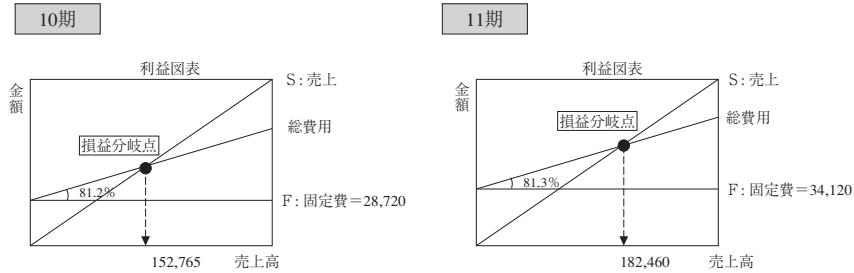 10期
利益図表
金額
S:売上
総費用
損益分岐点
81.2%
F:固定費=28,720
152,765
売上高
11期
利益図表
金額
S:売上
総費用
損益分岐点
81.3%
F:固定費=34,120
182,460
売上高